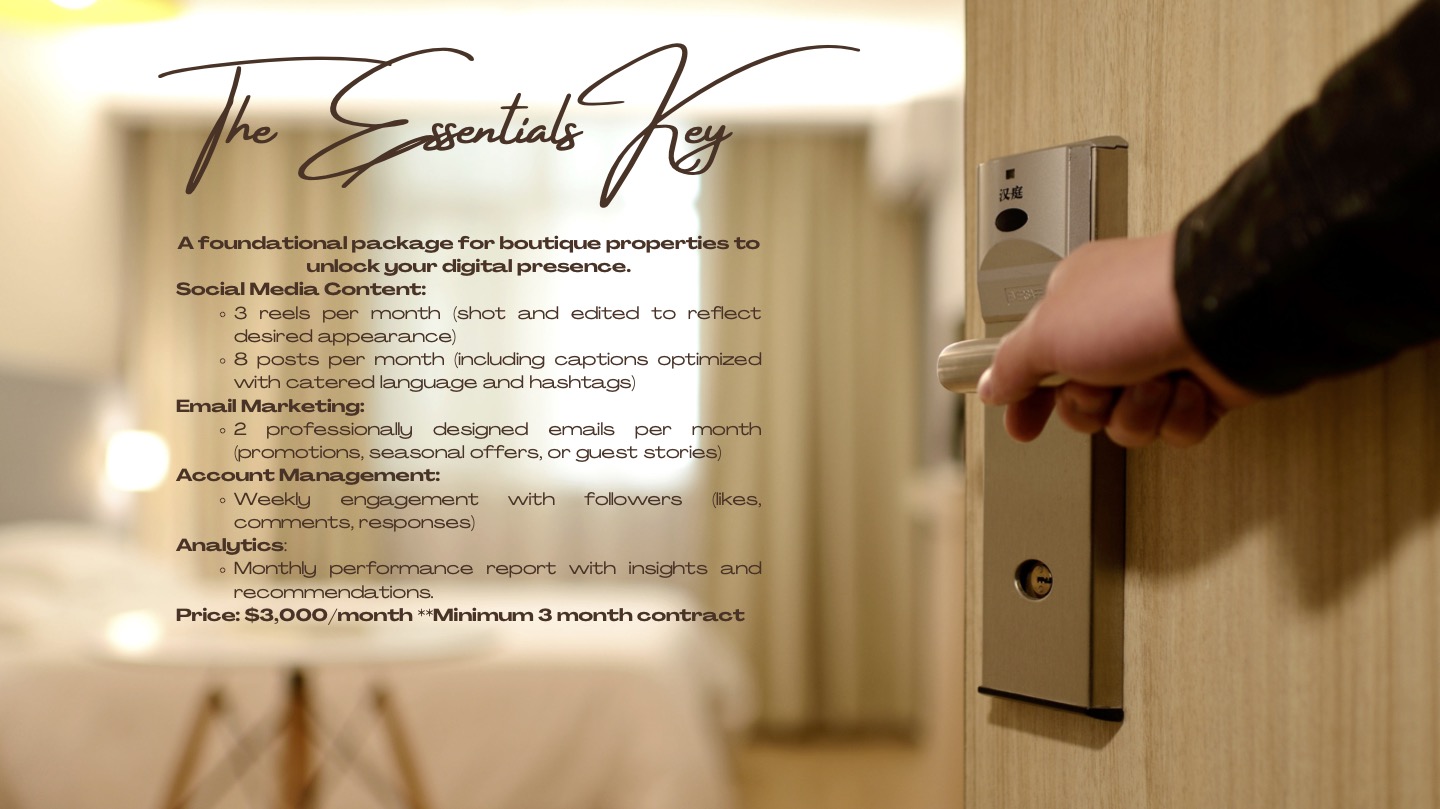 The Essentials Key
A foundational package for boutique properties to
unlock your digital presence.
Social Media Content:
◦ 3 reels per month (shot and edited to reflect
desired appearance)
◦ 8 posts per month (including captions optimized
with catered language and hashtags)
Email Marketing:
◦ 2 professionally designed emails per month
(promotions, seasonal offers, or guest stories)
Account Management:
◦ Weekly engagement with followers (likes,
comments, responses)
Analytics:
◦ Monthly performance report with insights and
recommendations.
Price: $3,000/month **Minimum 3 month contract
汉庭